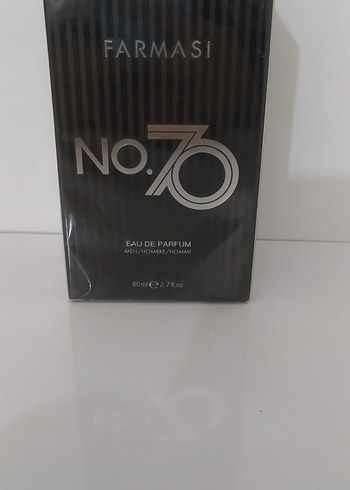 FARMASİ
No.70
EAU DE PARFUM
MEN/HOMBRE/HOMME
80 ml ℮ 2.7 fl.oz